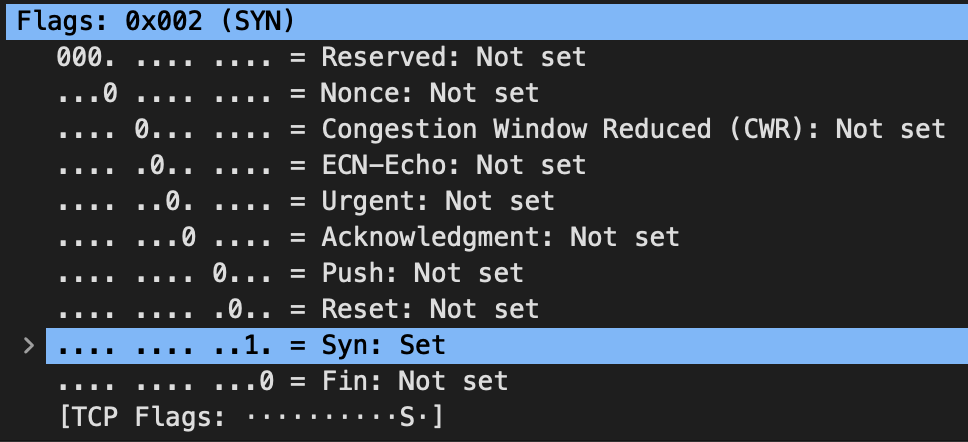 Flags: 0x002 (SYN)
000. .... .... = Reserved: Not set
...0 .... .... = Nonce: Not set
.... 0... .... = Congestion Window Reduced (CWR): Not set
.... .0.. .... = ECN-Echo: Not set
.... ..0. .... = Urgent: Not set
.... ...0 .... = Acknowledgment: Not set
.... .... 0... = Push: Not set
.... .... .0.. = Reset: Not set
.... .... ..1. = Syn: Set
.... .... ...0 = Fin: Not set
[TCP Flags: ··········S·]